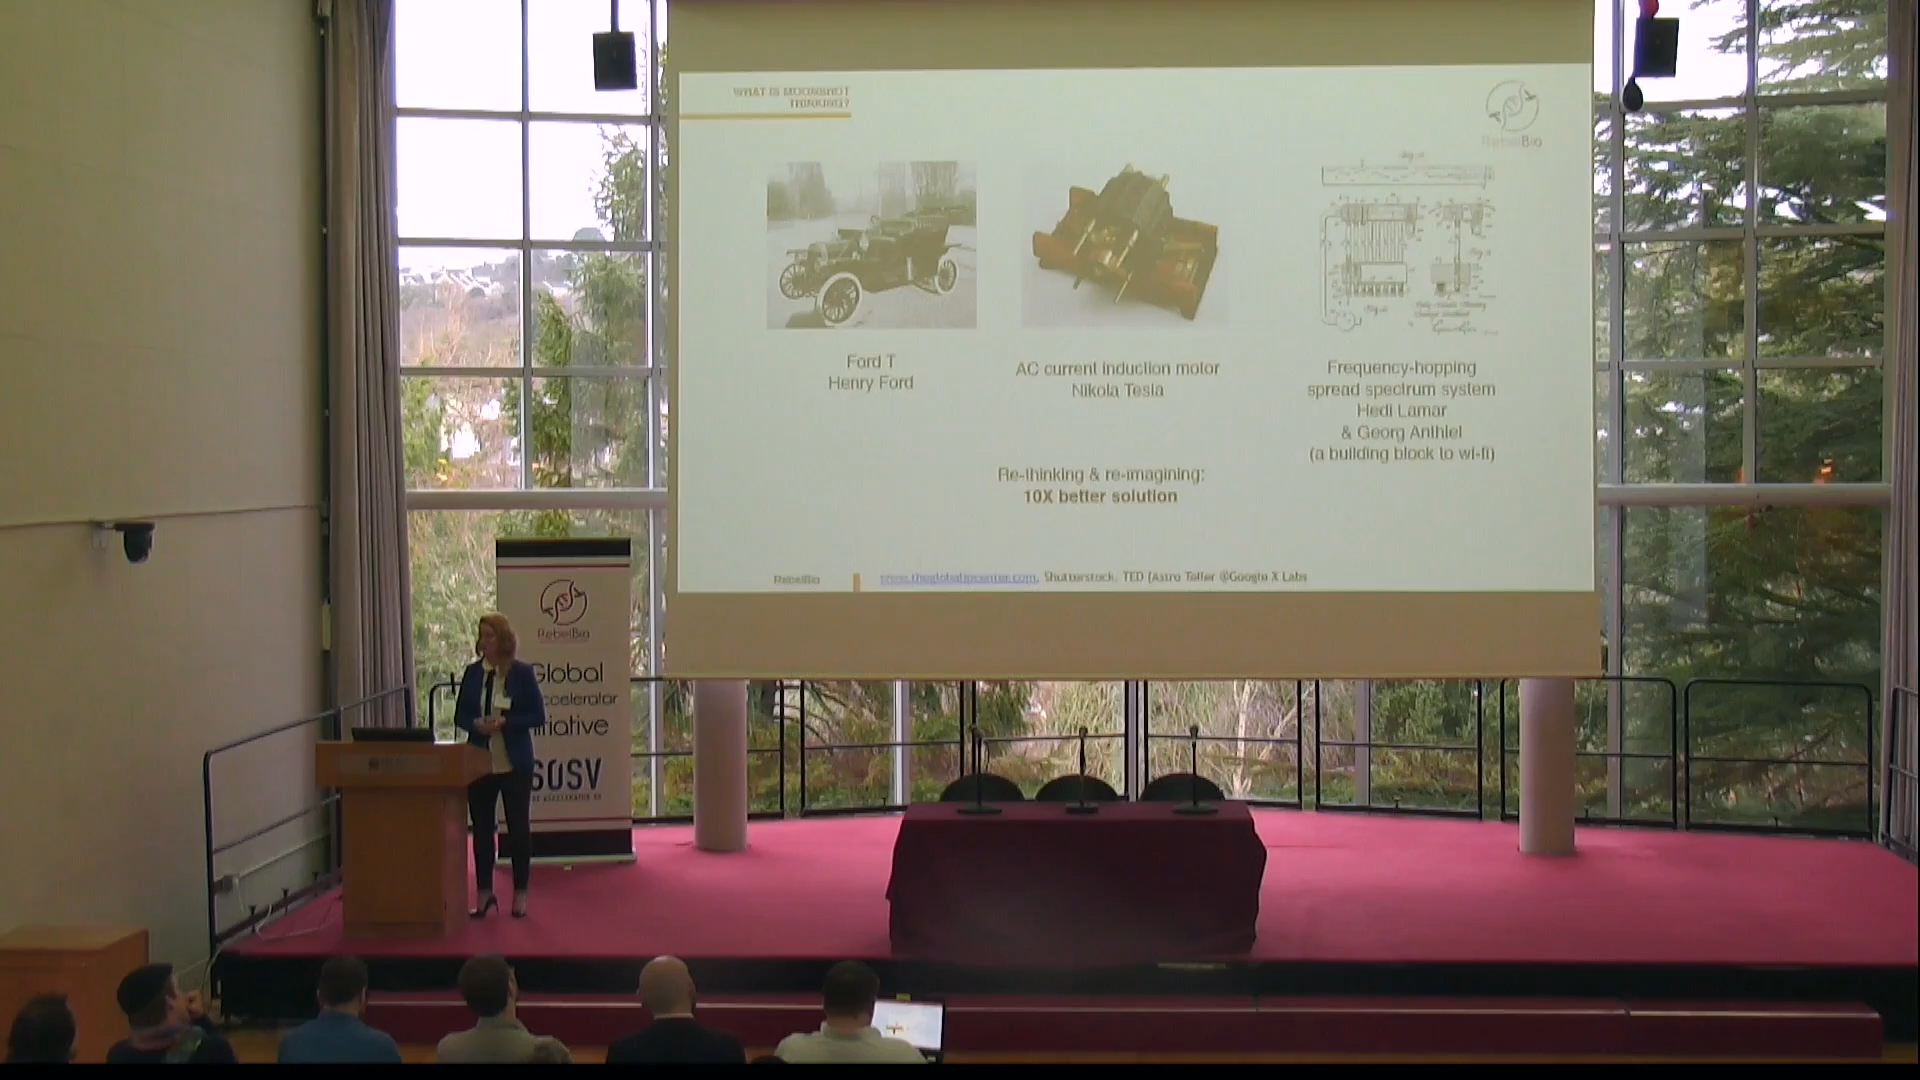 WHAT IS MOONSHOT
THINKING?
RebelBio
Ford T
Henry Ford
AC current induction motor
Nikola Tesla
Frequency-hopping
spread spectrum system
Hedi Lamar
& Georg Anthiel
(a building block to wi-fi)
Re-thinking & re-imagining:
10X better solution
RebelBio
www.theglobalipcenter.com, Shutterstock, TED (Astro Teller @Google X Labs
RebelBio
Global
ccelerator
itiative
SOSV